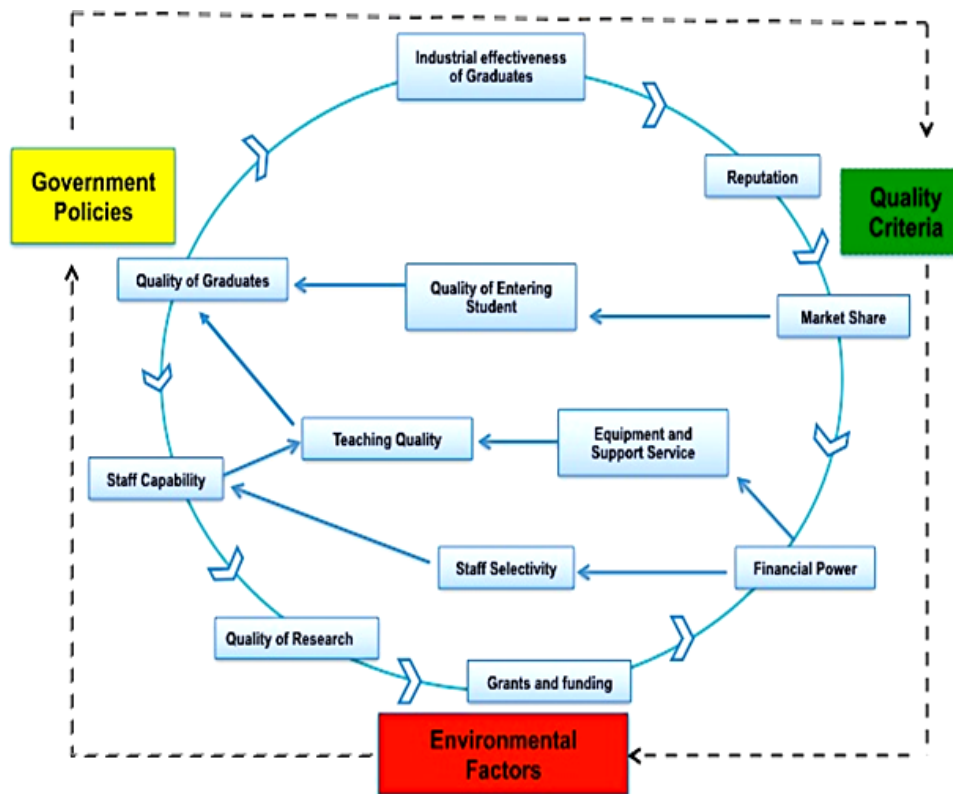 Industrial effectiveness
of Graduates
Government
Policies
Reputation
Quality
Criteria
Quality of Graduates
Quality of Entering
Student
Market Share
Teaching Quality
Equipment and
Support Service
Staff Capability
Staff Selectivity
Financial Power
Quality of Research
Grants and funding
Environmental
Factors